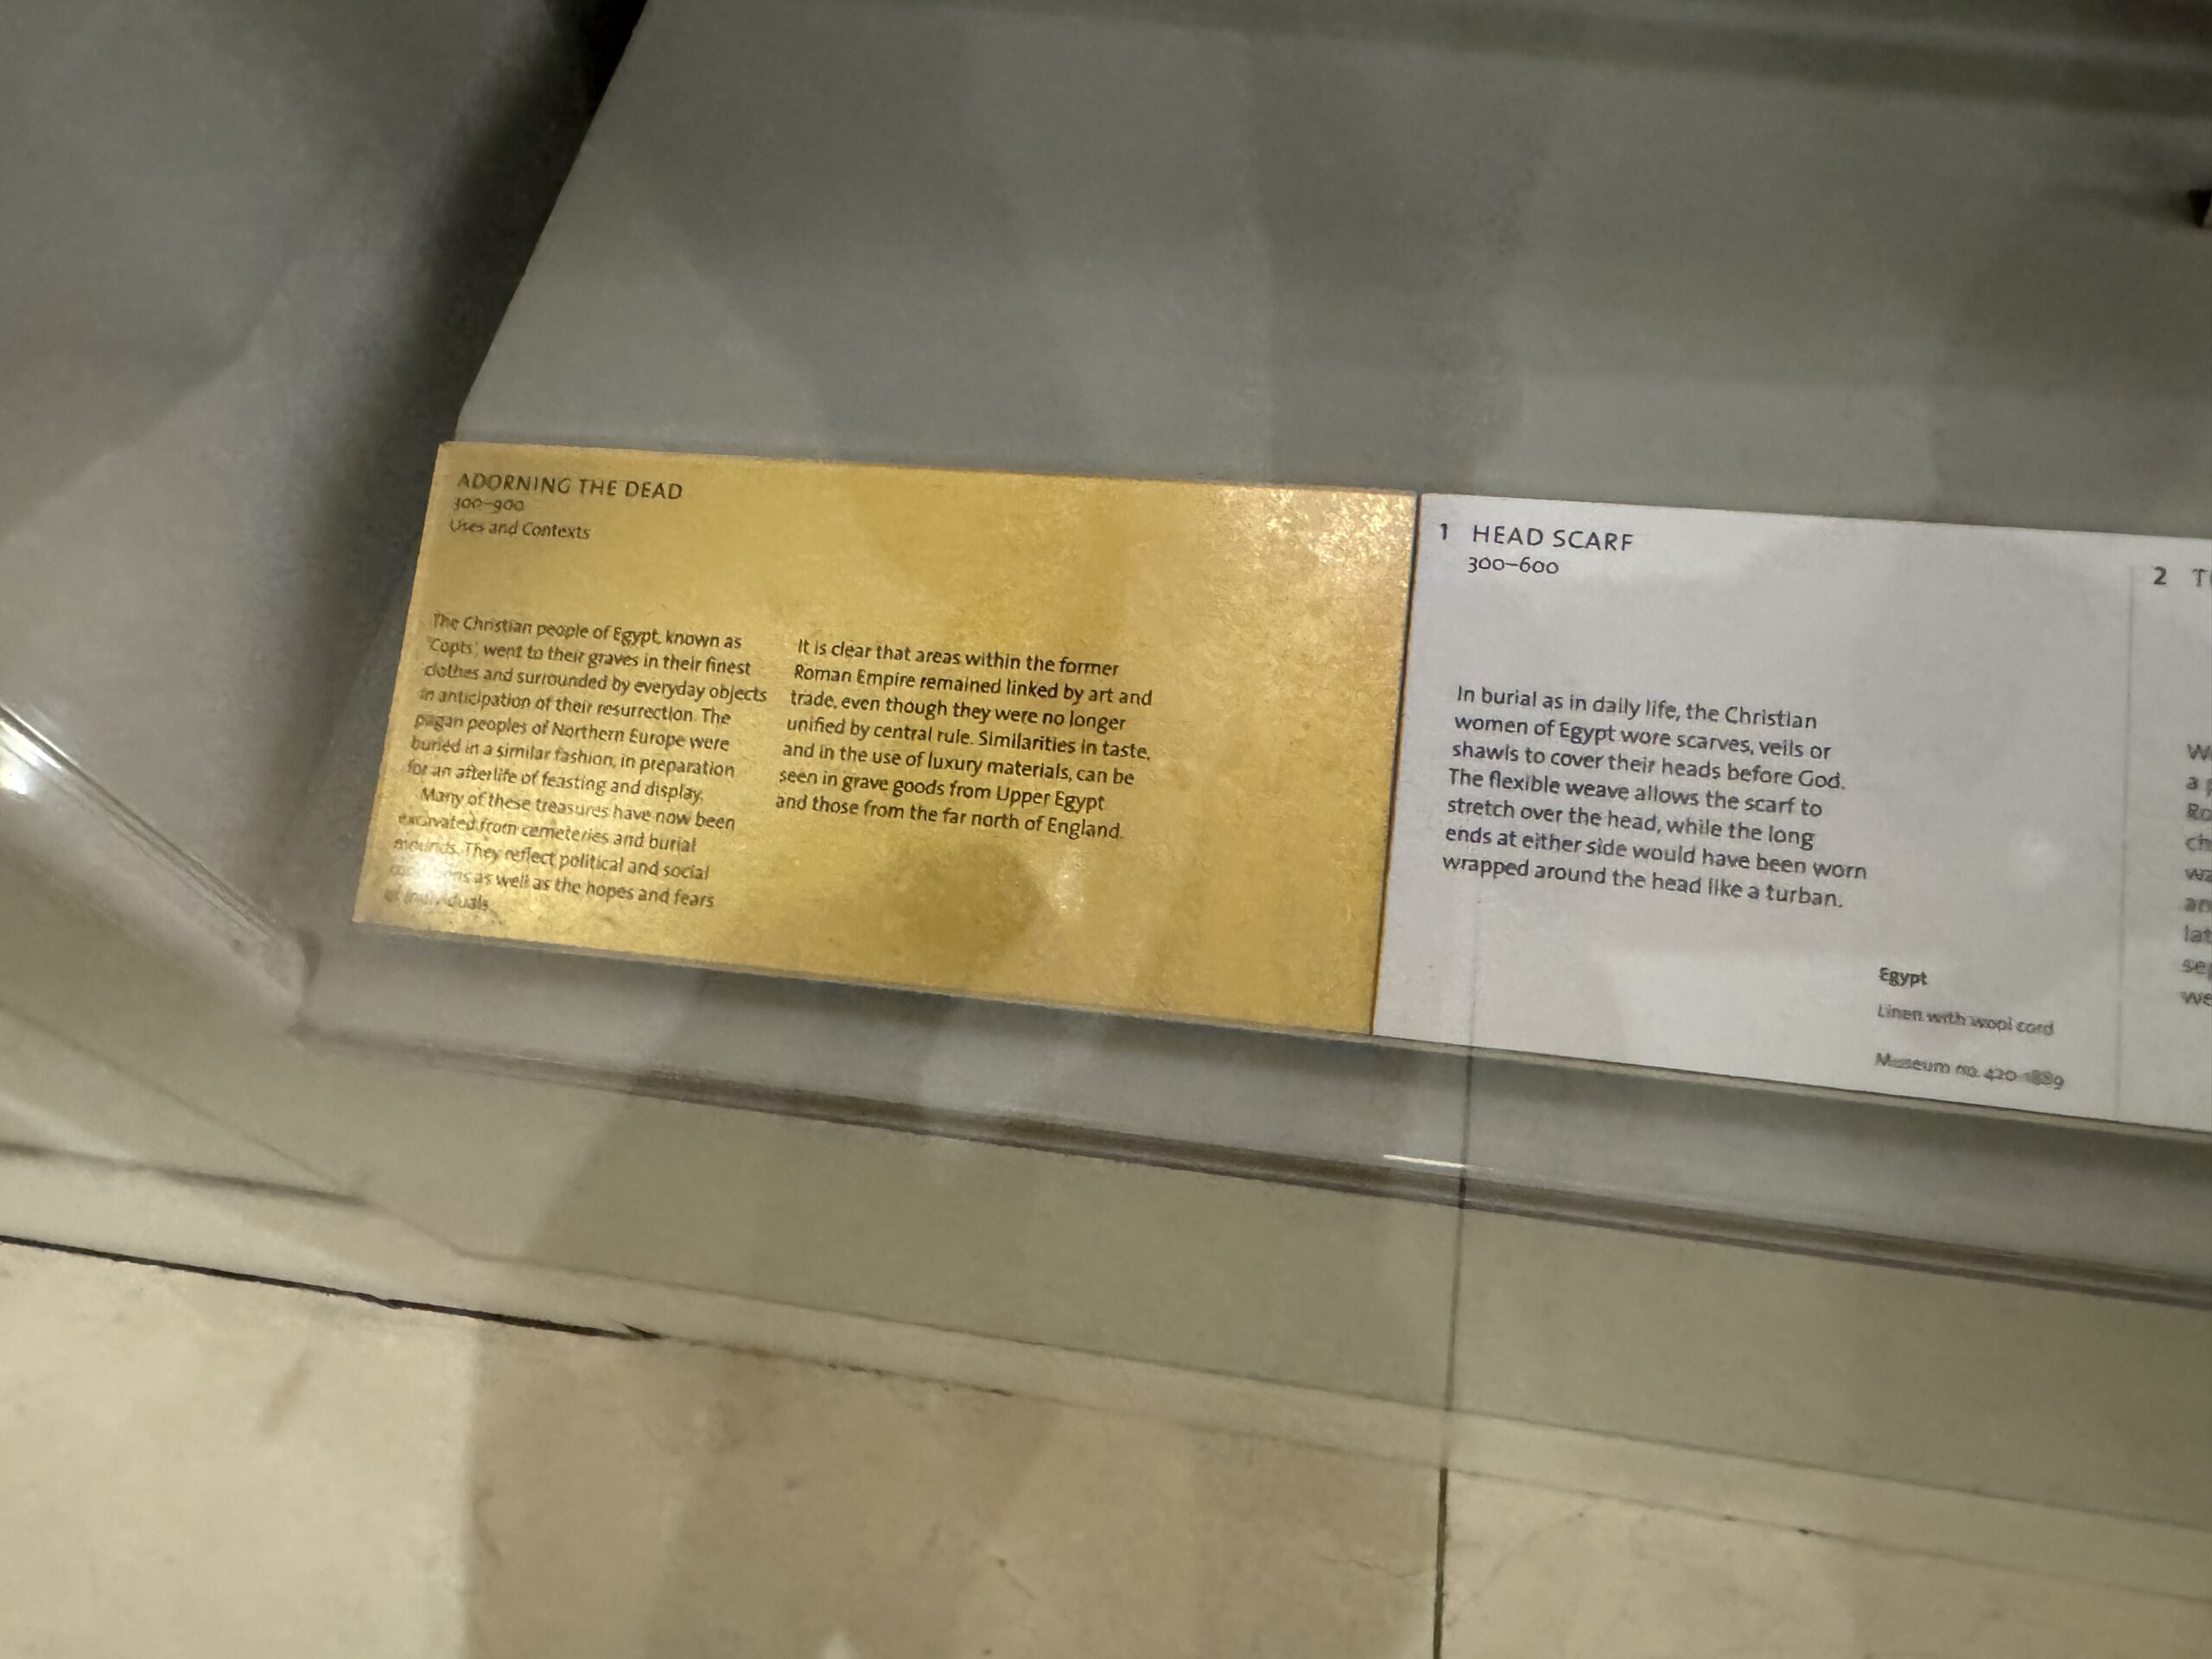 ADORNING THE DEAD
300–900
Uses and Contexts
The Christian people of Egypt, known as
'Copts', went to their graves in their finest
clothes and surrounded by everyday objects
in anticipation of their resurrection. The
pagan peoples of Northern Europe were
buried in a similar fashion, in preparation
for an afterlife of feasting and display.
Many of these treasures have now been
excavated from cemeteries and burial
mounds. They reflect political and social
as well as the hopes and fears
of individuals.
It is clear that areas within the former
Roman Empire remained linked by art and
trade, even though they were no longer
unified by central rule. Similarities in taste,
and in the use of luxury materials, can be
seen in grave goods from Upper Egypt
and those from the far north of England.
1 HEAD SCARF
300–600
In burial as in daily life, the Christian
women of Egypt wore scarves, veils or
shawls to cover their heads before God.
The flexible weave allows the scarf to
stretch over the head, while the long
ends at either side would have been worn
wrapped around the head like a turban.
Egypt
Linen with wool cord
Museum no. 420-1889
2